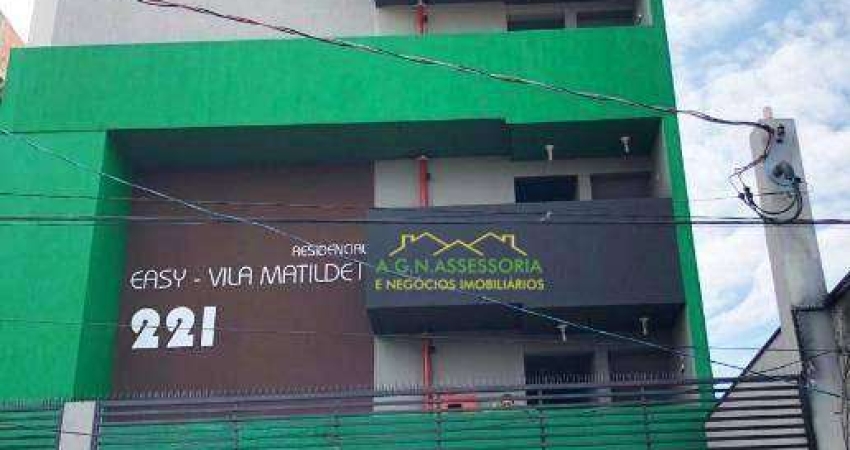 RESIDENCIAL
EASY - VILA MATILDE I
221
A.G.N.ASSESSORIA
E NEGÓCIOS IMOBILIÁRIOS